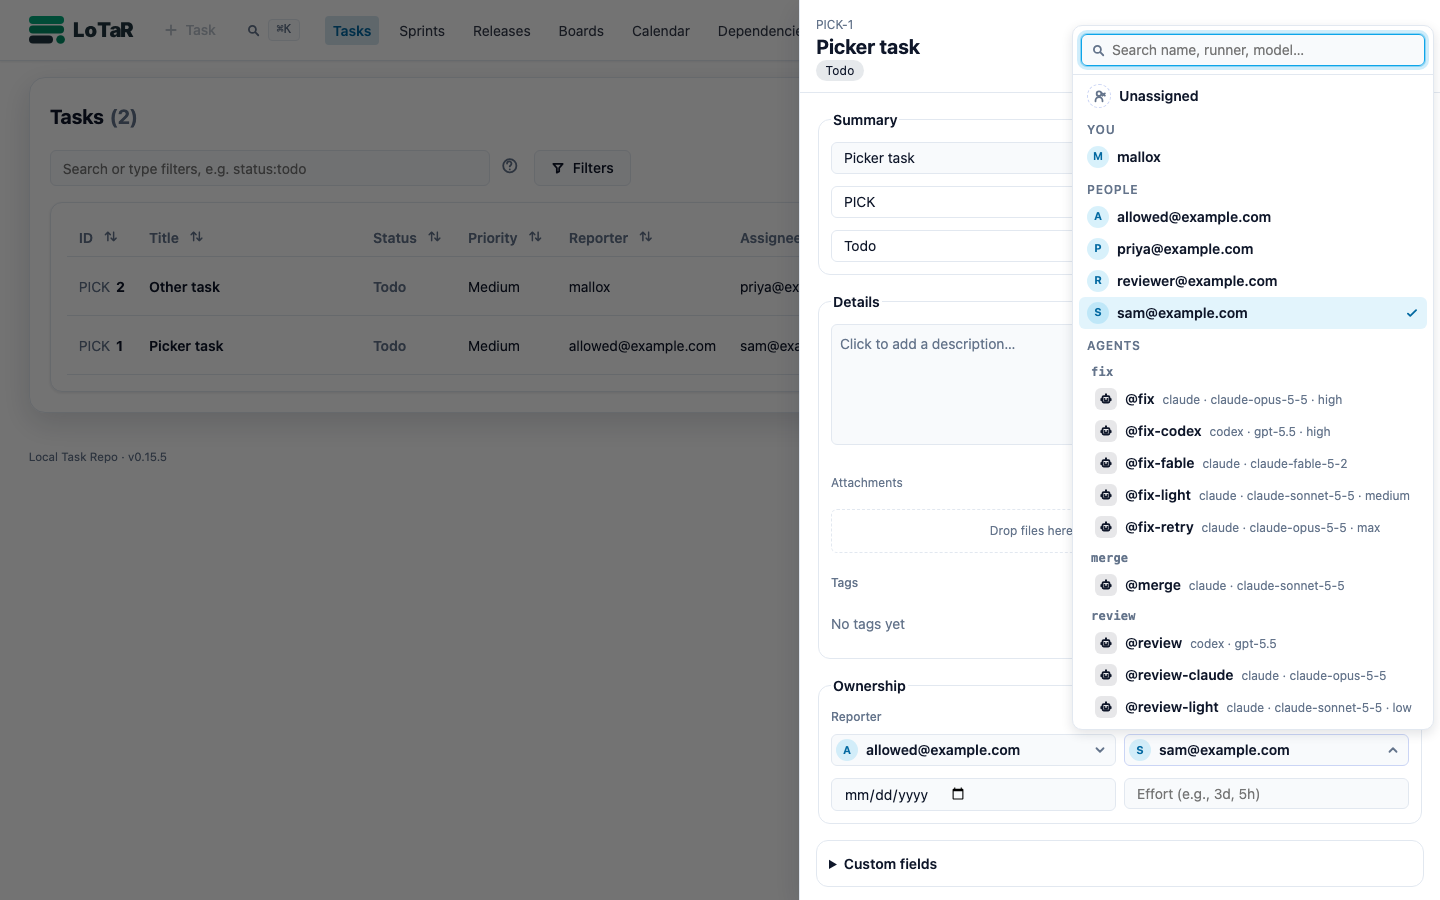 LoTaR
Task
⌘K
Tasks
Sprints
Releases
Boards
Calendar
Dependencie
Tasks (2)
Search or type filters, e.g. status:todo
Filters
ID
Title
Status
Priority
Reporter
Assignee
PICK 2
Other task
Todo
Medium
mallox
priya@ex
PICK 1
Picker task
Todo
Medium
allowed@example.com
sam@exa
Local Task Repo · v0.15.5
PICK-1
Picker task
Todo
Summary
Picker task
PICK
Todo
Details
Click to add a description...
Attachments
Drop files here
Tags
No tags yet
Ownership
Reporter
A allowed@example.com
S sam@example.com
mm/dd/yyyy
Effort (e.g., 3d, 5h)
Custom fields
Search name, runner, model...
Unassigned
YOU
M mallox
PEOPLE
A allowed@example.com
P priya@example.com
R reviewer@example.com
S sam@example.com
AGENTS
fix
@fix claude · claude-opus-5-5 · high
@fix-codex codex · gpt-5.5 · high
@fix-fable claude · claude-fable-5-2
@fix-light claude · claude-sonnet-5-5 · medium
@fix-retry claude · claude-opus-5-5 · max
merge
@merge claude · claude-sonnet-5-5
review
@review codex · gpt-5.5
@review-claude claude · claude-opus-5-5
@review-light claude · claude-sonnet-5-5 · low